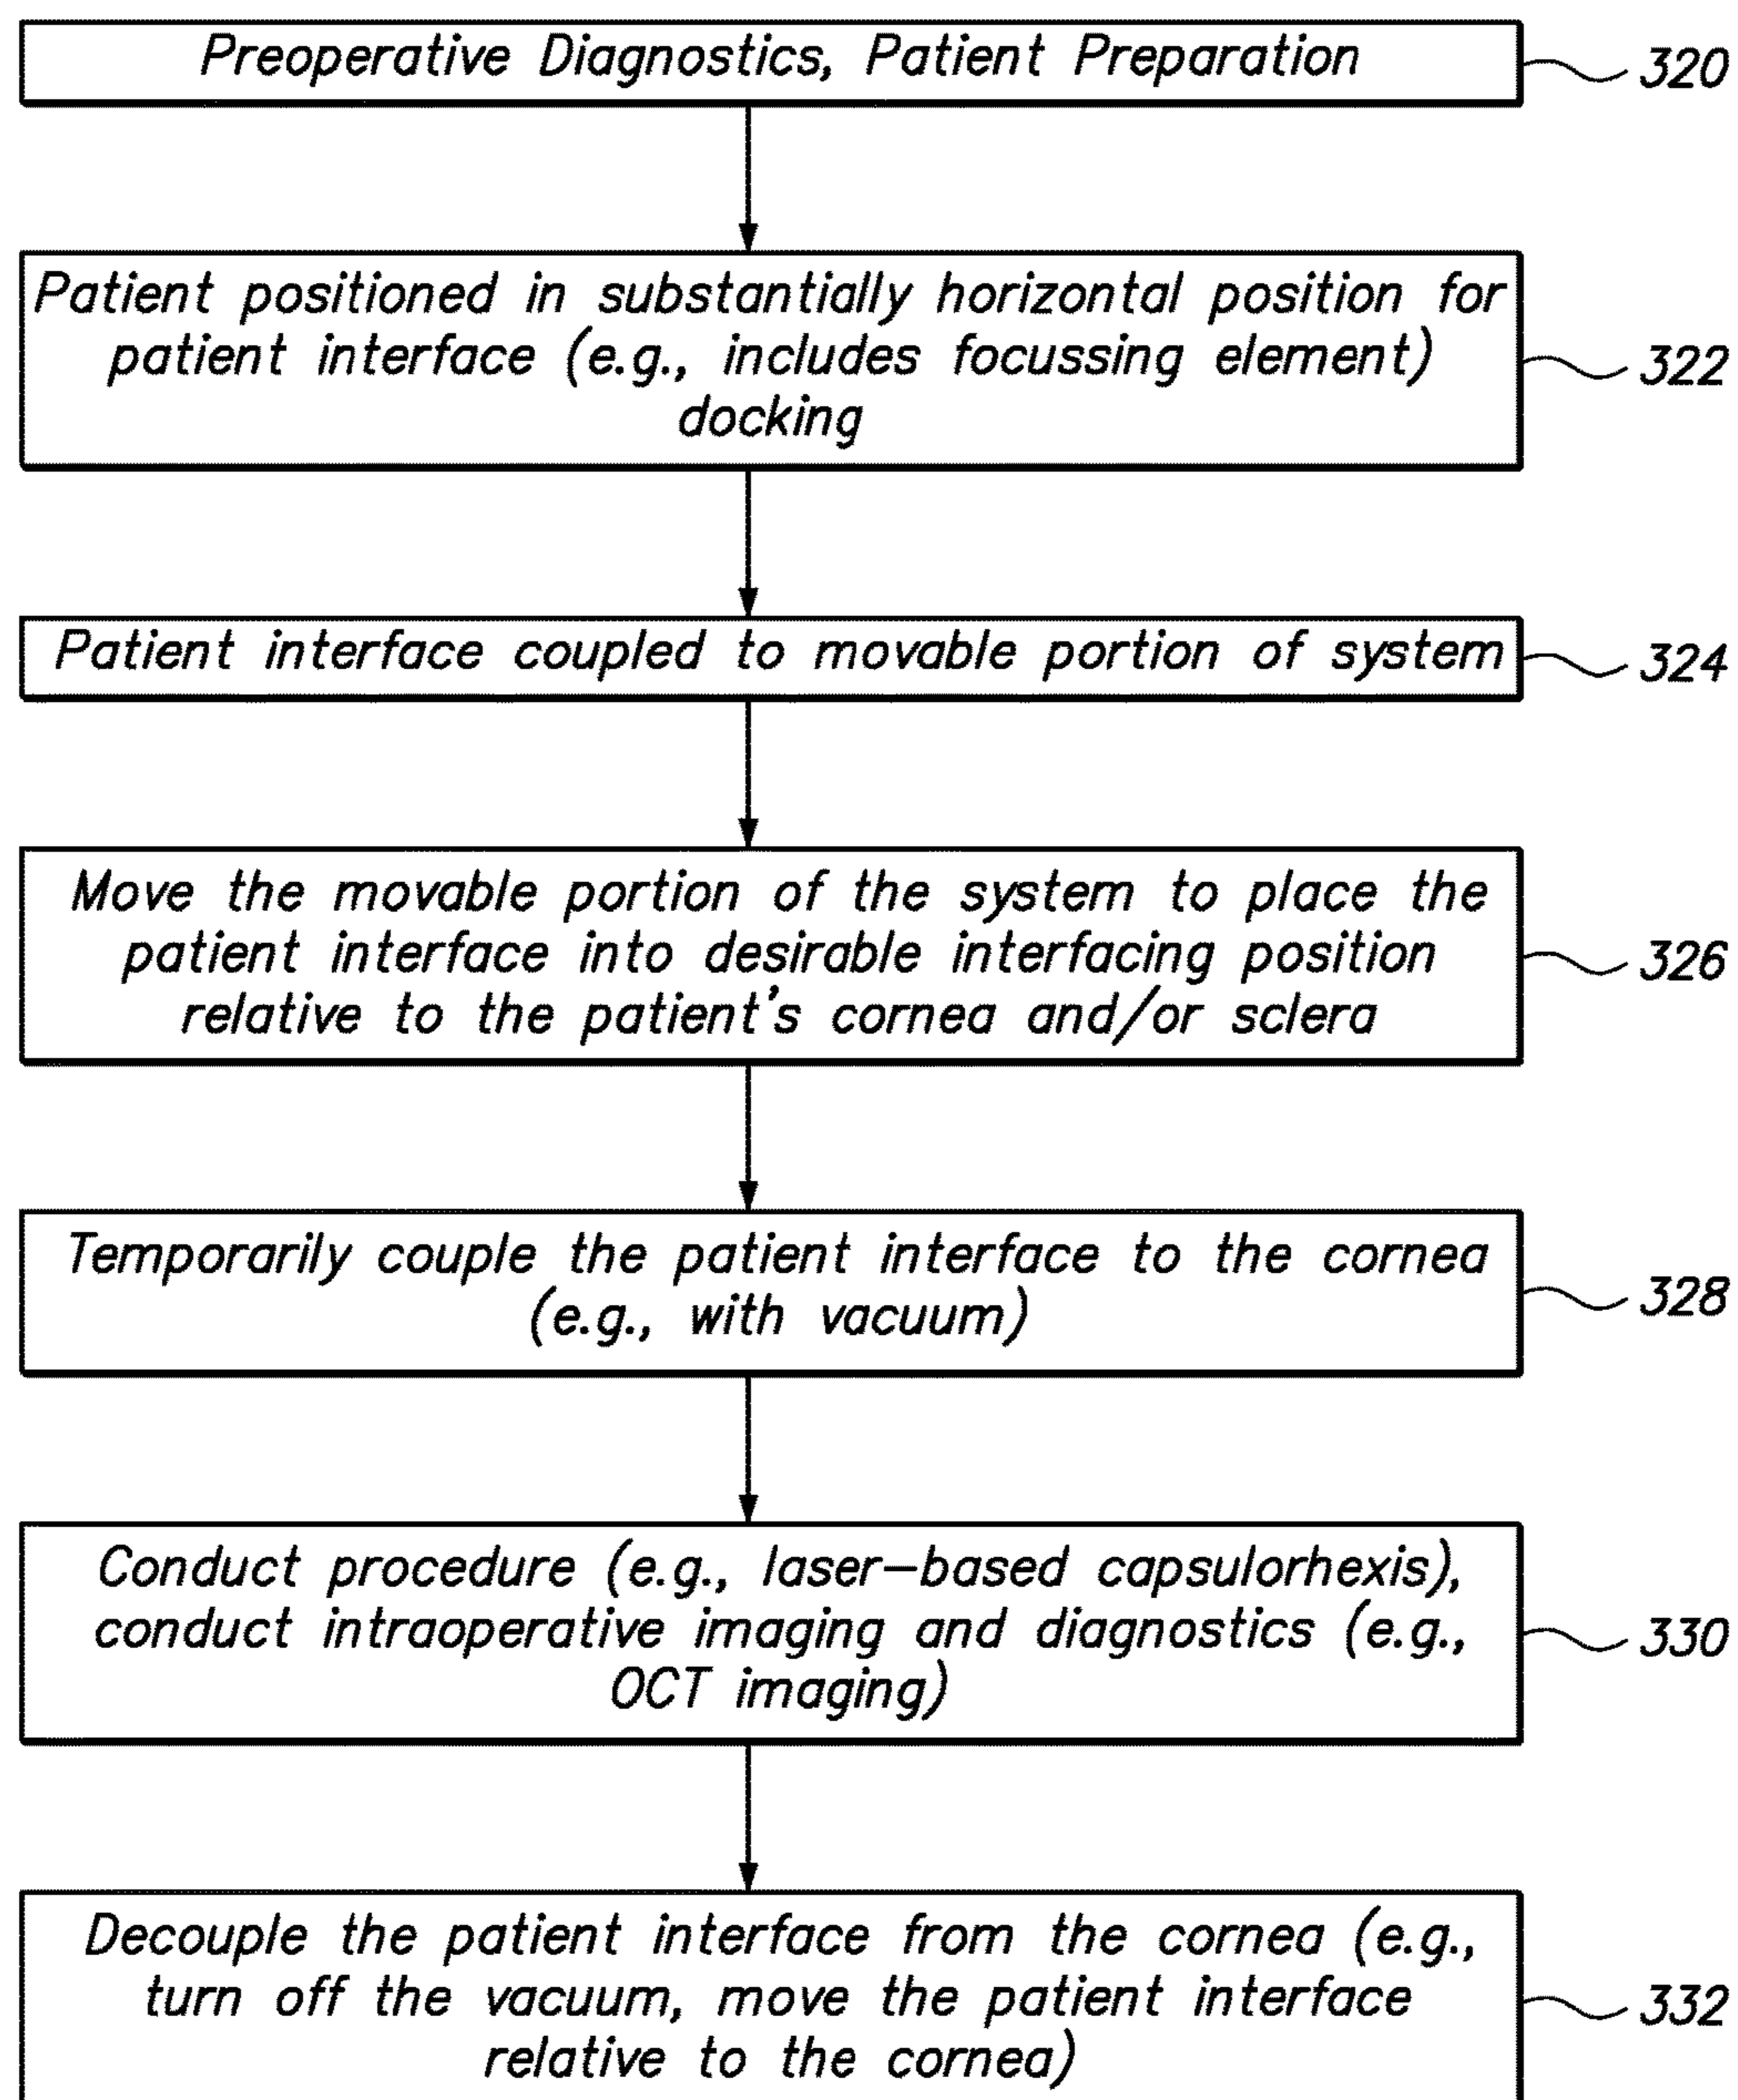 Preoperative Diagnostics, Patient Preparation
320
Patient positioned in substantially horizontal position for
patient interface (e.g., includes focussing element)
docking
322
Patient interface coupled to movable portion of system
324
Move the movable portion of the system to place the
patient interface into desirable interfacing position
relative to the patient's cornea and/or sclera
326
Temporarily couple the patient interface to the cornea
(e.g., with vacuum)
328
Conduct procedure (e.g., laser-based capsulorhexis),
conduct intraoperative imaging and diagnostics (e.g.,
OCT imaging)
330
Decouple the patient interface from the cornea (e.g.,
turn off the vacuum, move the patient interface
relative to the cornea)
332